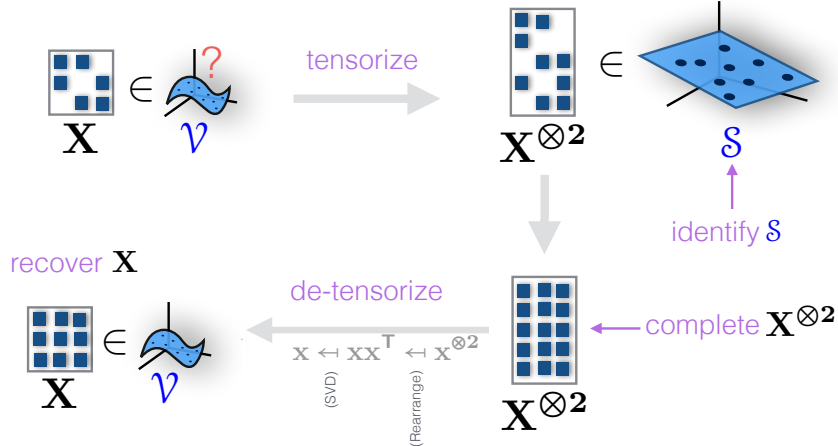 ∈ ?
X 𝒱
tensorize
∈
X^{⊗2} 𝒮
identify 𝒮
recover X
∈
X 𝒱
de-tensorize
x ↤ xx^T ↤ x^{⊗2}
(SVD) (Rearrange)
complete X^{⊗2}
X^{⊗2}